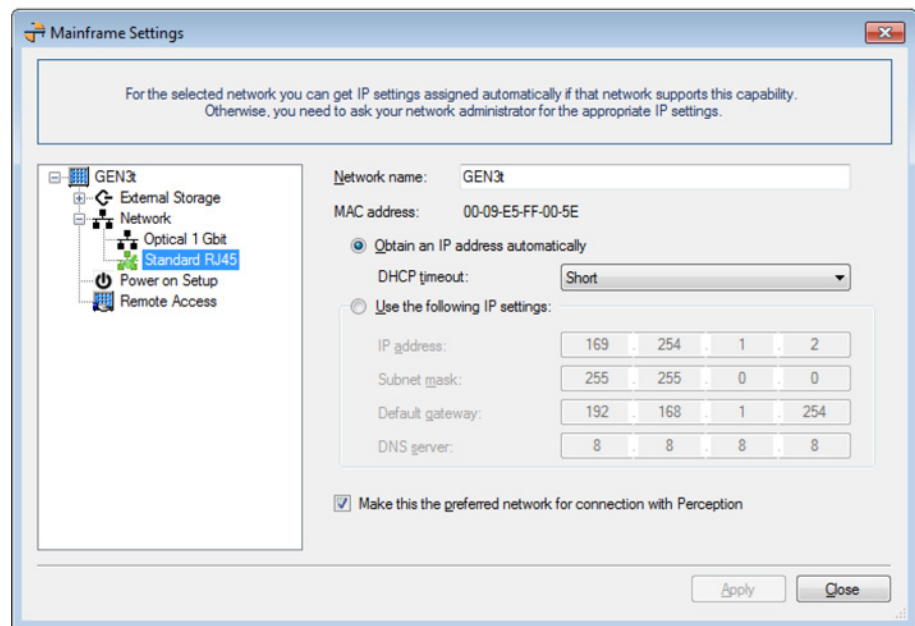 Mainframe Settings
For the selected network you can get IP settings assigned automatically if that network supports this capability.
Otherwise, you need to ask your network administrator for the appropriate IP settings.
GEN3t
External Storage
Network
Optical 1 Gbit
Standard RJ45
Power on Setup
Remote Access
Network name: GEN3t
MAC address: 00-09-E5-FF-00-5E
Obtain an IP address automatically
DHCP timeout: Short
Use the following IP settings:
IP address: 169 . 254 . 1 . 2
Subnet mask: 255 . 255 . 0 . 0
Default gateway: 192 . 168 . 1 . 254
DNS server: 8 . 8 . 8 . 8
Make this the preferred network for connection with Perception
Apply Close